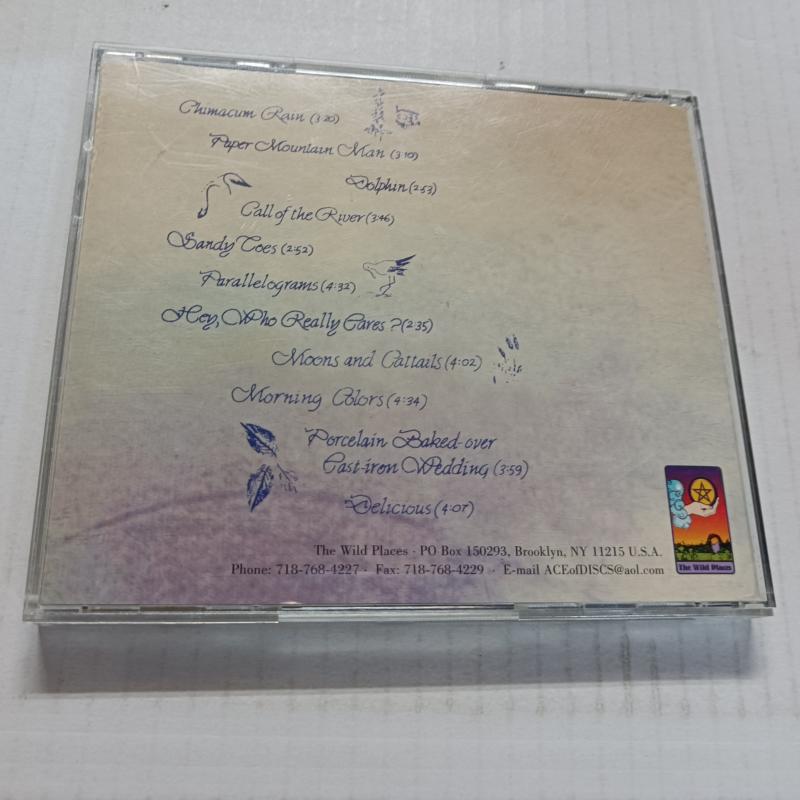 Chimacum Rain (3:20)
Paper Mountain Man (3:10)
Dolphin (2:53)
Call of the River (3:46)
Sandy Toes (2:52)
Parallelograms (4:32)
Hey, Who Really Cares? (2:35)
Moons and Cattails (4:02)
Morning Colors (4:34)
Porcelain Baked-over
Cast-iron Wedding (3:59)
Delicious (4:07)
The Wild Places · PO Box 150293, Brooklyn, NY 11215 U.S.A.
Phone: 718-768-4227 · Fax: 718-768-4229 · E-mail ACEofDISCS@aol.com
The Wild Places